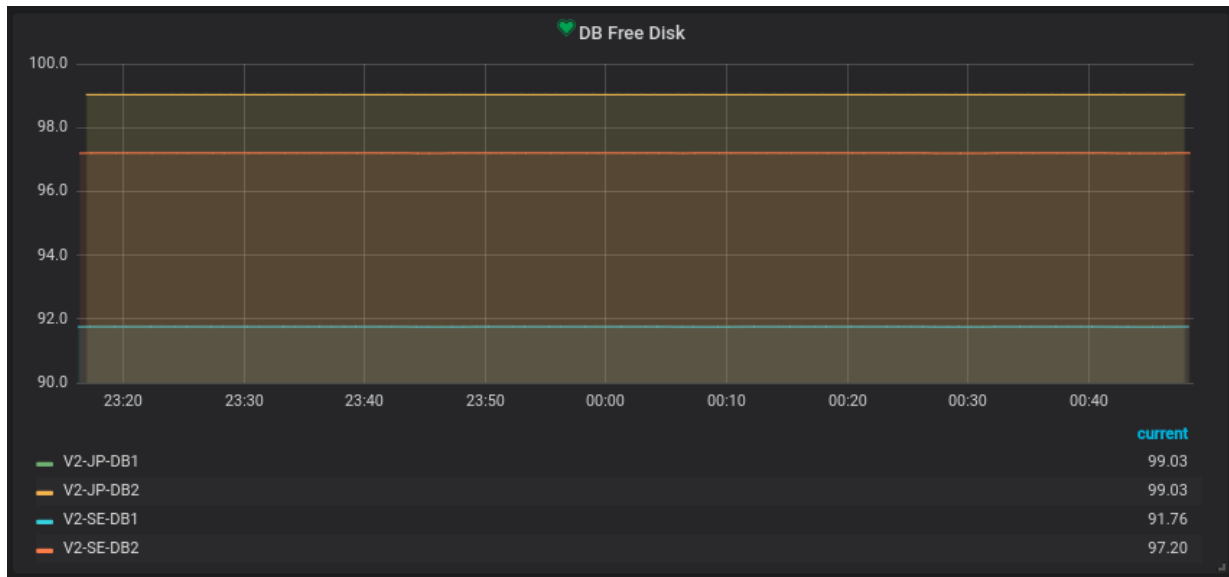 DB Free Disk
100.0
98.0
96.0
94.0
92.0
90.0
23:20 23:30 23:40 23:50 00:00 00:10 00:20 00:30 00:40
current
V2-JP-DB1 99.03
V2-JP-DB2 99.03
V2-SE-DB1 91.76
V2-SE-DB2 97.20